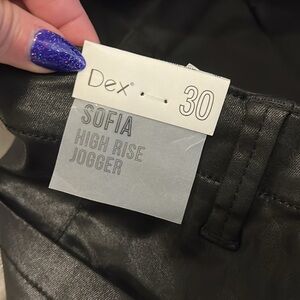 Dex 30
SOFIA
HIGH RISE
JOGGER